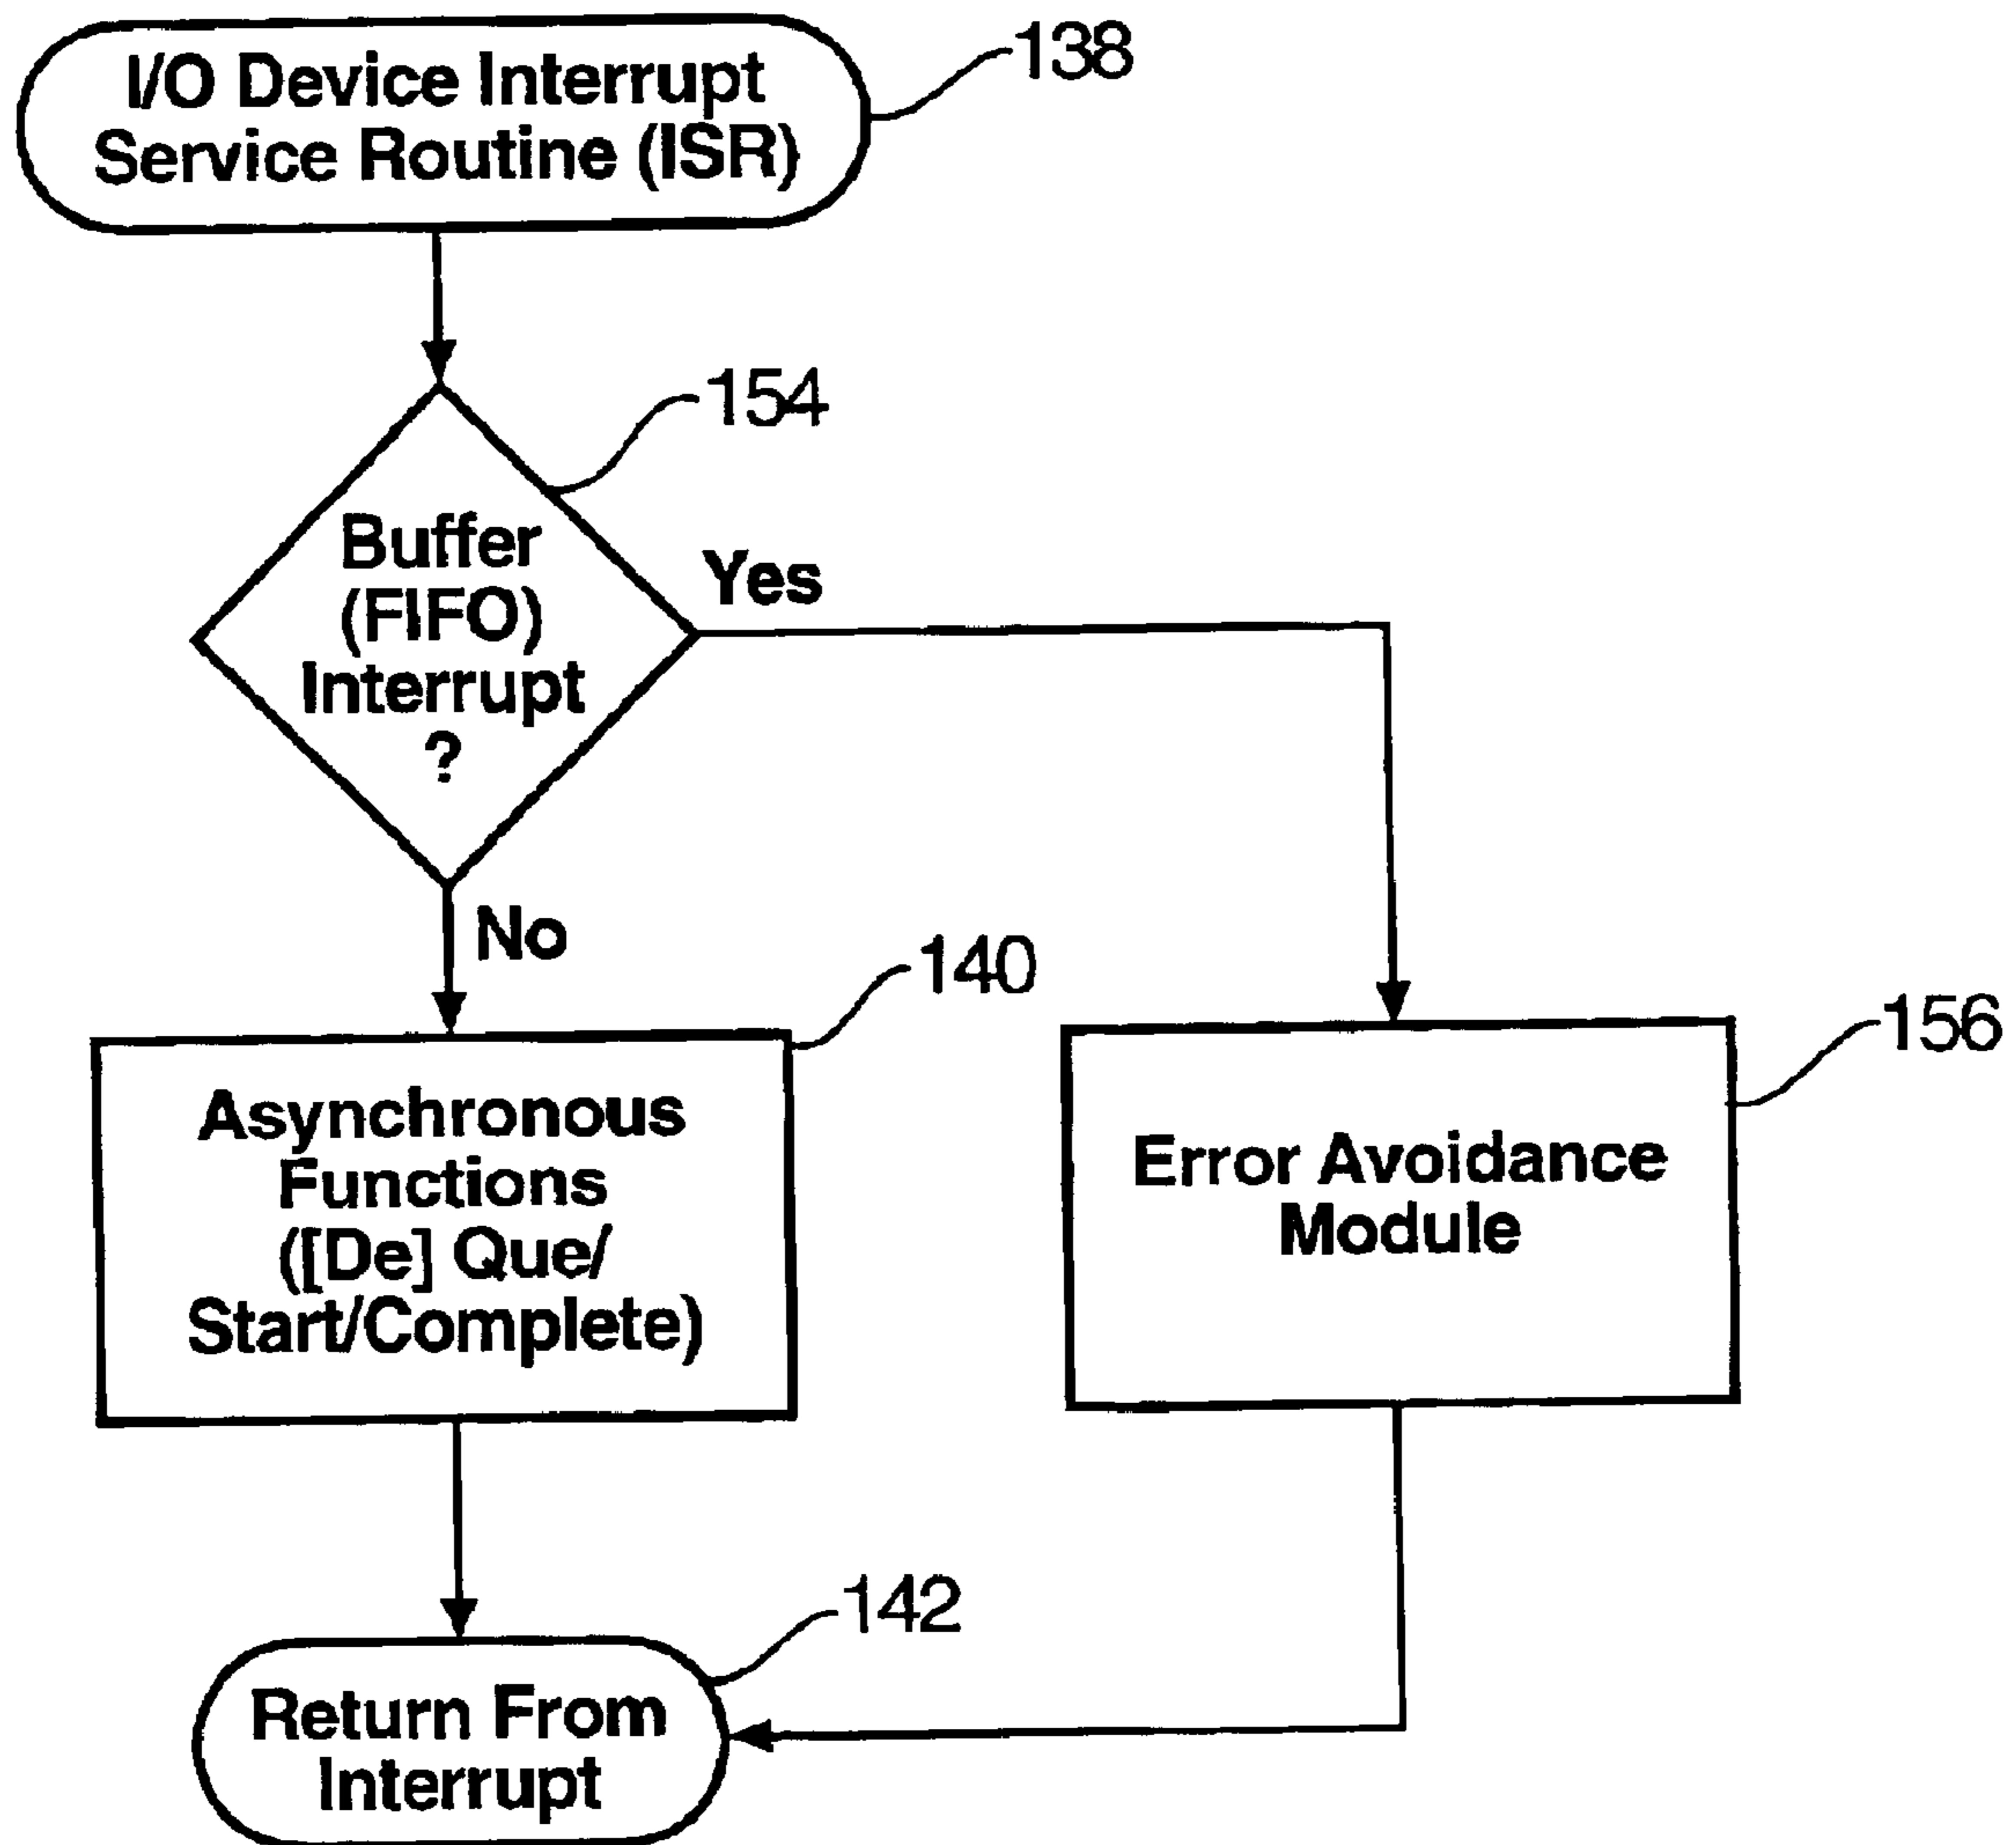 I/O Device Interrupt
Service Routine (ISR)
138
154
Buffer
(FIFO)
Interrupt
?
Yes
No
140
Asynchronous
Functions
([De] Que/
Start/Complete)
156
Error Avoidance
Module
142
Return From
Interrupt